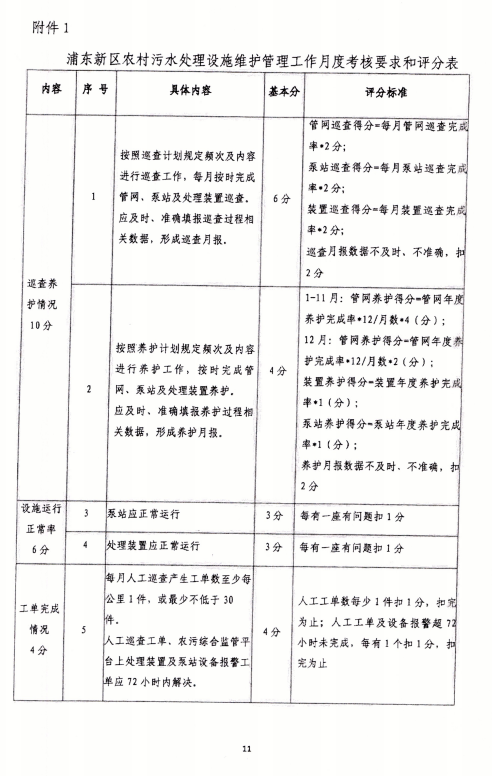 附件1
浦东新区农村污水处理设施维护管理工作月度考核要求和评分表
内容 序 号 具体内容 基本分 评分标准
巡查养
护情况
10分
1
按照巡查计划规定频次及内容
进行巡查工作，每月按时完成
管网、泵站及处理装置巡查。
应及时、准确填报巡查过程相
关数据，形成巡查月报。
6分
管网巡查得分=每月管网巡查完成
率*2分；
泵站巡查得分=每月泵站巡查完成
率*2分；
装置巡查得分=每月装置巡查完成
率*2分；
巡查月报数据不及时、不准确，扣
2分
2
按照养护计划规定频次及内容
进行养护工作，按时完成管
网、泵站及处理装置养护。
应及时、准确填报养护过程相
关数据，形成养护月报。
4分
1-11月：管网养护得分=管网年度
养护完成率*12/月数*4（分）；
12月：管网养护得分=管网年度养
护完成率*12/月数*2（分）；
装置养护得分=装置年度养护完成
率*1（分）；
泵站养护得分=泵站年度养护完成
率*1（分）；
养护月报数据不及时、不准确，扣
2分
设施运行
正常率
6分
3 泵站应正常运行 3分 每有一座有问题扣1分
4 处理装置应正常运行 3分 每有一座有问题扣1分
工单完成
情况
4分
5
每月人工巡查产生工单数至少每
公里1件，或最少不低于30
件。
人工巡查工单、农污综合监管平
台上处理装置及泵站设备报警工
单应72小时内解决。
4分
人工工单数每少1件扣1分，扣完
为止；人工工单及设备报警超72
小时未完成，每有1个扣1分，扣
完为止
11